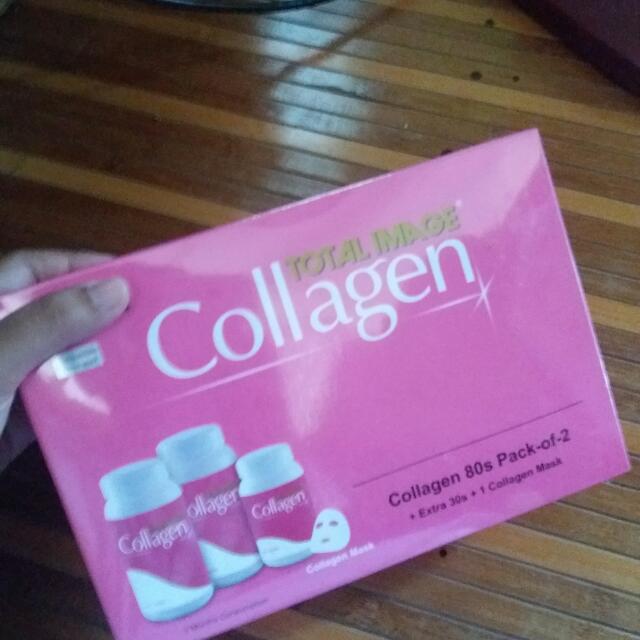 TOTAL IMAGE®
Collagen
Collagen 80s Pack-of-2
+ Extra 30s + 1 Collagen Mask
Collagen
Collagen
Collagen
Collagen Mask